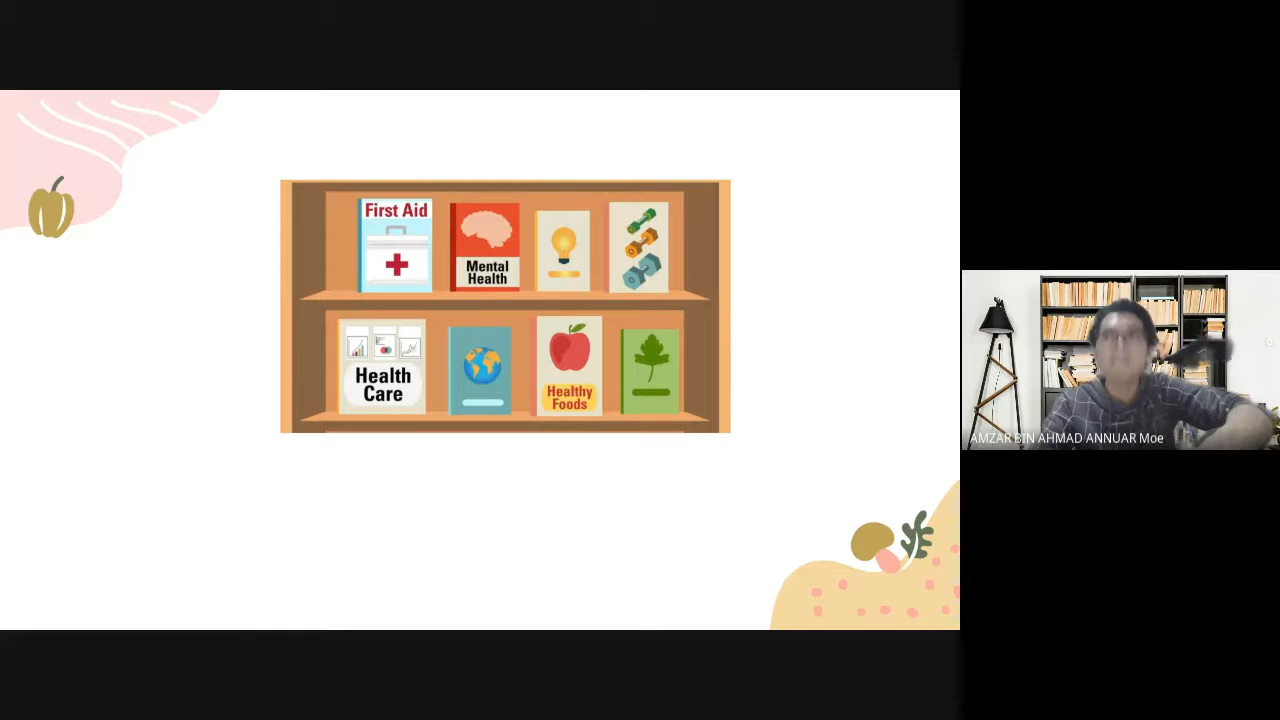 First Aid
Mental
Health
Health
Care
Healthy
Foods
AMZAR BIN AHMAD ANNUAR Moe